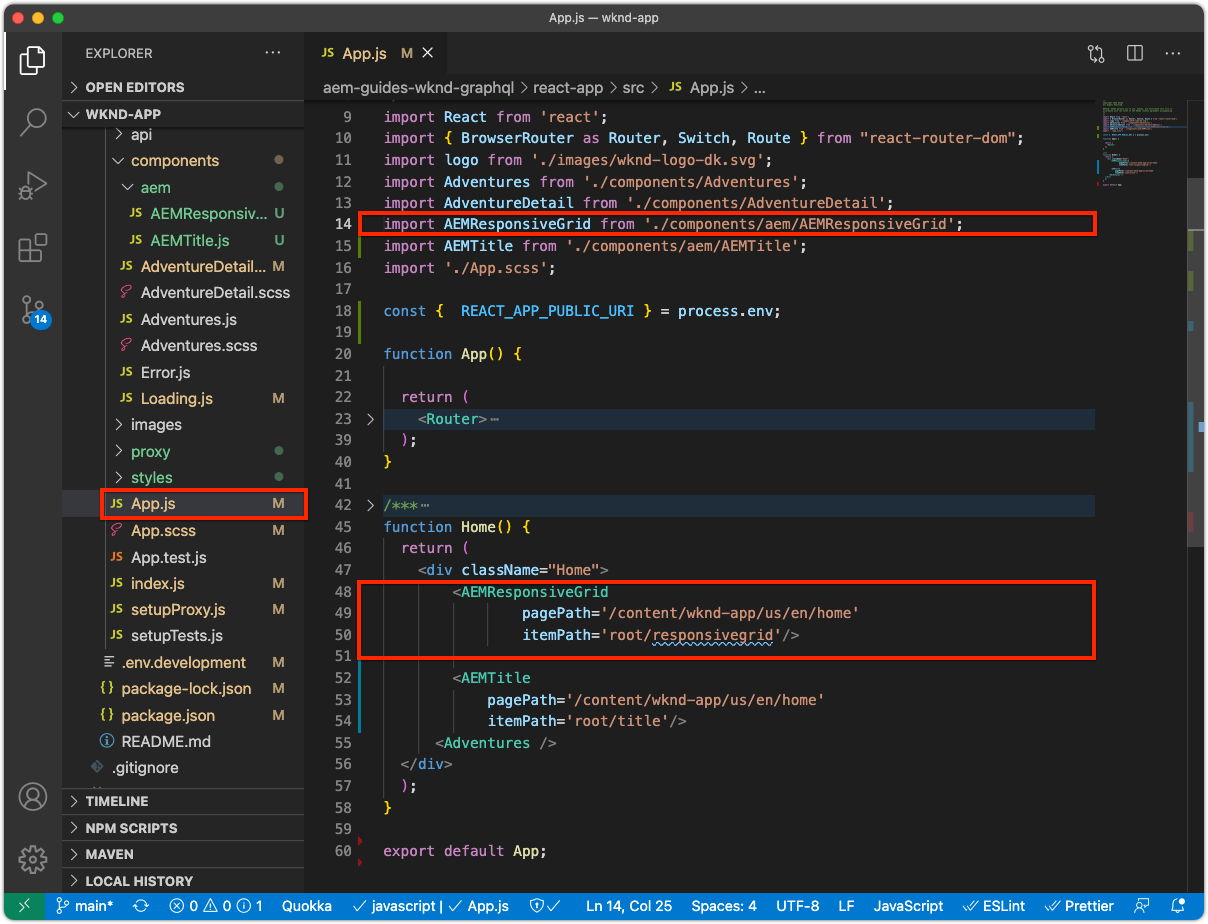 App.js — wknd-app
EXPLORER
OPEN EDITORS
WKND-APP
api
components
aem
JS AEMResponsiv... U
JS AEMTitle.js U
JS AdventureDetail... M
AdventureDetail.scss
JS Adventures.js
Adventures.scss
JS Error.js
JS Loading.js M
images
proxy
styles
JS App.js M
App.scss M
JS App.test.js
JS index.js M
JS setupProxy.js M
JS setupTests.js
.env.development M
{} package-lock.json M
{} package.json M
README.md
.gitignore
TIMELINE
NPM SCRIPTS
MAVEN
LOCAL HISTORY
14
JS App.js M
aem-guides-wknd-graphql > react-app > src > JS App.js > ...
9 import React from 'react';
10 import { BrowserRouter as Router, Switch, Route } from "react-router-dom";
11 import logo from './images/wknd-logo-dk.svg';
12 import Adventures from './components/Adventures';
13 import AdventureDetail from './components/AdventureDetail';
14 import AEMResponsiveGrid from './components/aem/AEMResponsiveGrid';
15 import AEMTitle from './components/aem/AEMTitle';
16 import './App.scss';
17
18 const {  REACT_APP_PUBLIC_URI } = process.env;
19
20 function App() {
21
22 return (
23 <Router>…
39 );
40 }
41
42 /***…
45 function Home() {
46 return (
47 <div className="Home">
48 <AEMResponsiveGrid
49 pagePath='/content/wknd-app/us/en/home'
50 itemPath='root/responsivegrid'/>
51
52 <AEMTitle
53 pagePath='/content/wknd-app/us/en/home'
54 itemPath='root/title'/>
55 <Adventures />
56 </div>
57 );
58 }
59
60 export default App;
main* 0 0 1 Quokka javascript | App.js Ln 14, Col 25 Spaces: 4 UTF-8 LF JavaScript ESLint Prettier